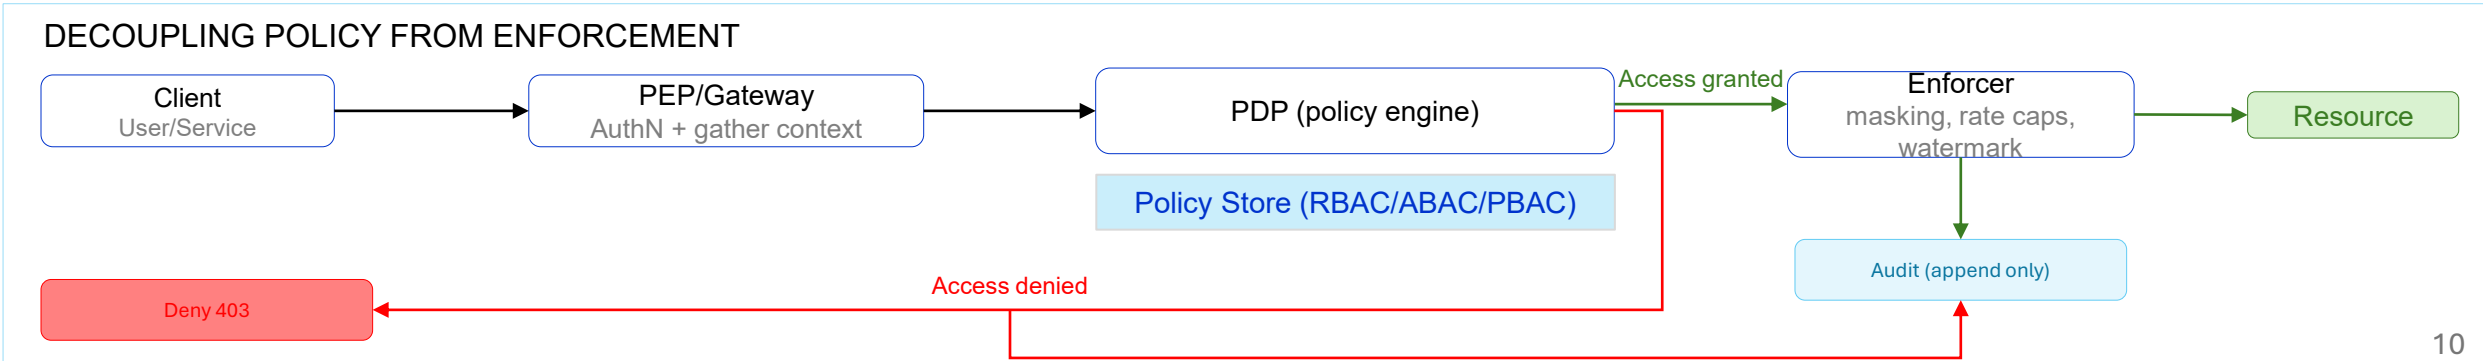 DECOUPLING POLICY FROM ENFORCEMENT
Client
User/Service
PEP/Gateway
AuthN + gather context
PDP (policy engine)
Access granted
Enforcer
masking, rate caps,
watermark
Resource
Policy Store (RBAC/ABAC/PBAC)
Audit (append only)
Access denied
Deny 403
10